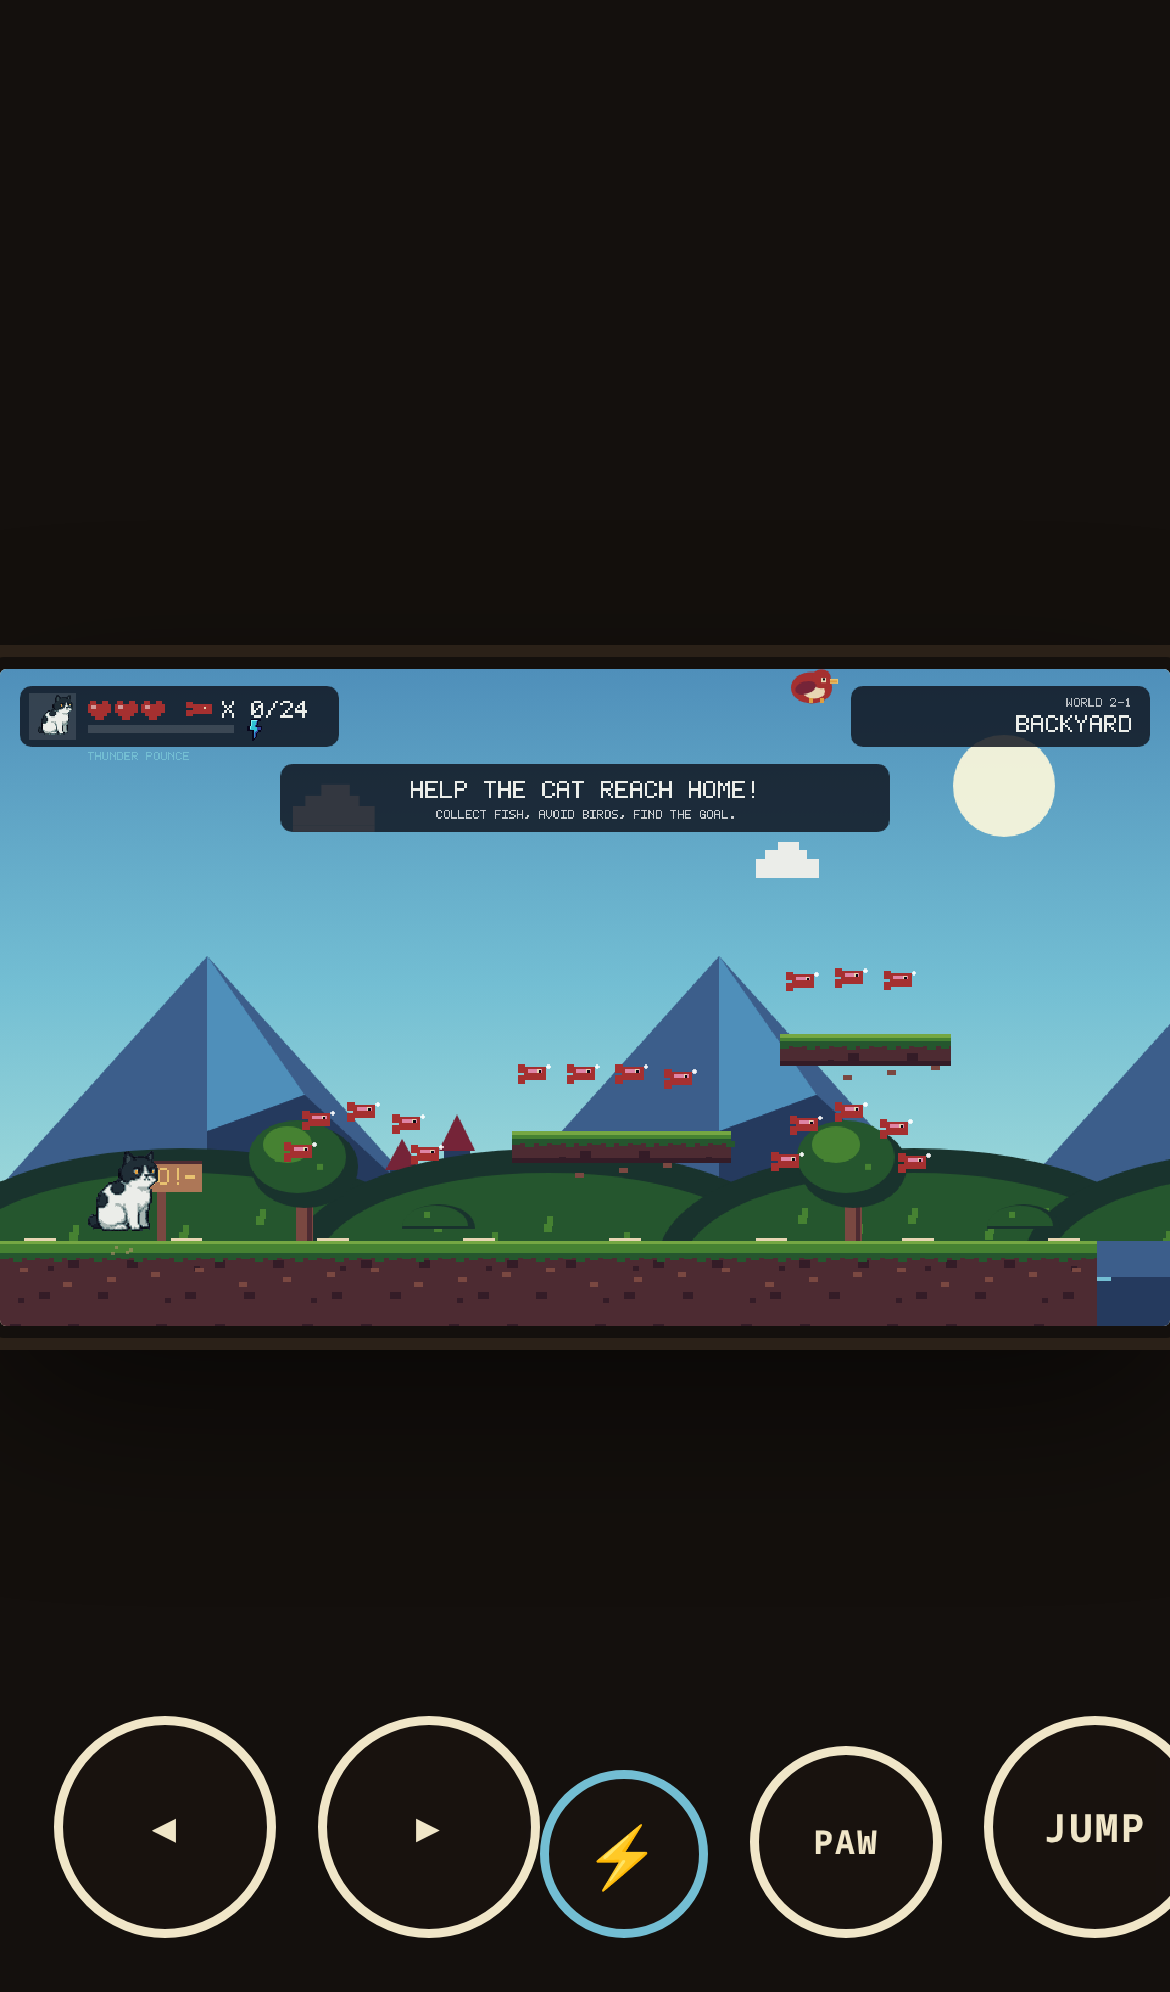 X 0/24
THUNDER POUNCE
WORLD 2-1
BACKYARD
HELP THE CAT REACH HOME!
COLLECT FISH, AVOID BIRDS, FIND THE GOAL.
PAW
JUMP